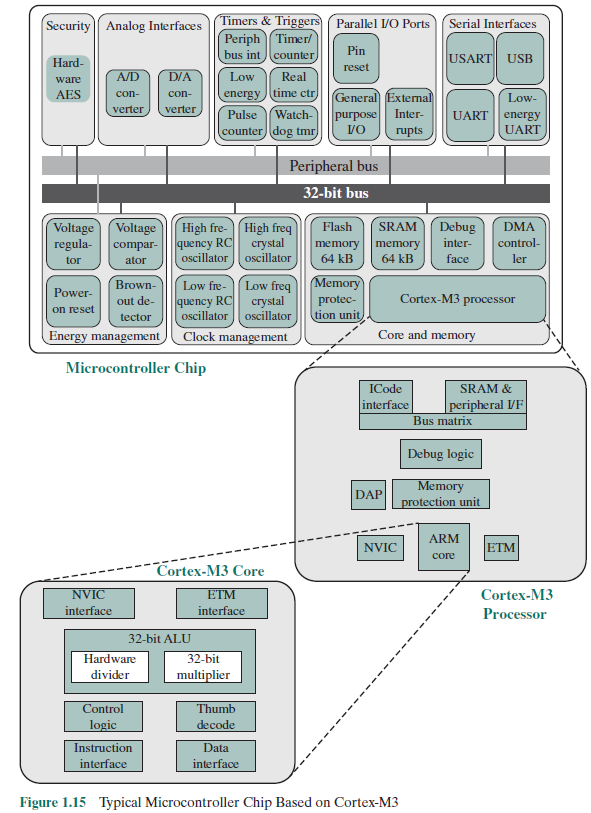 Security
Hard-
ware
AES
Analog Interfaces
A/D
con-
verter
D/A
con-
verter
Timers & Triggers
Periph
bus int
Timer/
counter
Low
energy
Real
time ctr
Pulse
counter
Watch-
dog tmr
Parallel I/O Ports
Pin
reset
General
purpose
I/O
External
Inter-
rupts
Serial Interfaces
USART
USB
UART
Low-
energy
UART
Peripheral bus
32-bit bus
Voltage
regula-
tor
Voltage
compar-
ator
Power-
on reset
Brown-
out de-
tector
Energy management
High fre-
quency RC
oscillator
High freq
crystal
oscillator
Low fre-
quency RC
oscillator
Low freq
crystal
oscillator
Clock management
Flash
memory
64 kB
SRAM
memory
64 kB
Debug
inter-
face
DMA
control-
ler
Memory
protec-
tion unit
Cortex-M3 processor
Core and memory
Microcontroller Chip
ICode
interface
SRAM &
peripheral I/F
Bus matrix
Debug logic
DAP
Memory
protection unit
NVIC
ARM
core
ETM
Cortex-M3
Processor
Cortex-M3 Core
NVIC
interface
ETM
interface
32-bit ALU
Hardware
divider
32-bit
multiplier
Control
logic
Thumb
decode
Instruction
interface
Data
interface
Figure 1.15 Typical Microcontroller Chip Based on Cortex-M3